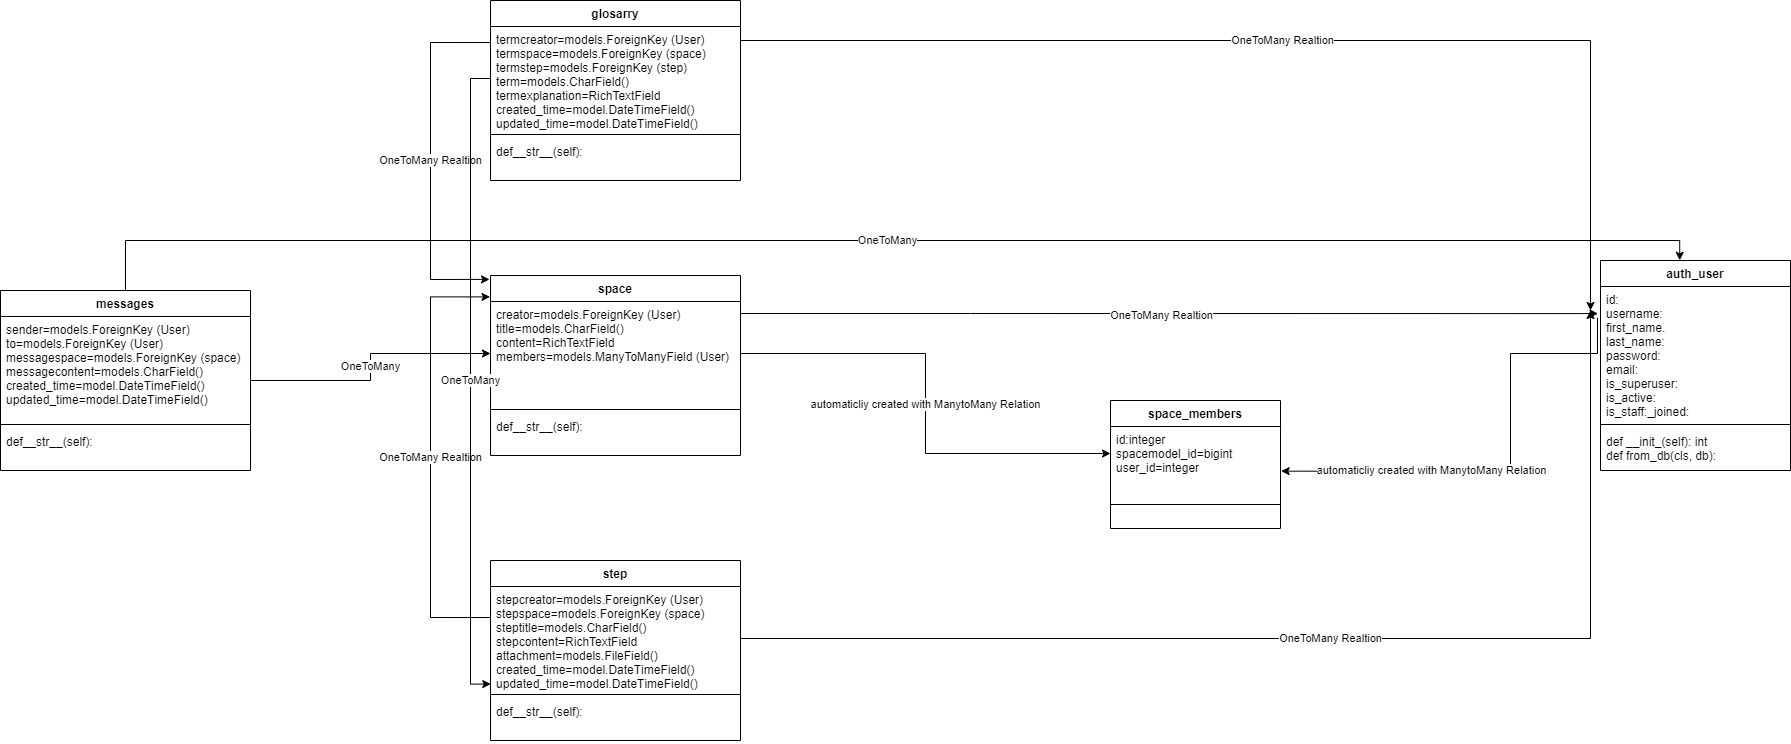 glosarry
termcreator=models.ForeignKey (User)
termspace=models.ForeignKey (space)
termstep=models.ForeignKey (step)
term=models.CharField()
termexplanation=RichTextField
created_time=model.DateTimeField()
updated_time=model.DateTimeField()
def__str__(self):
OneToMany Realtion
OneToMany Realtion
OneToMany
messages
sender=models.ForeignKey (User)
to=models.ForeignKey (User)
messagespace=models.ForeignKey (space)
messagecontent=models.CharField()
created_time=model.DateTimeField()
updated_time=model.DateTimeField()
def__str__(self):
OneToMany
space
creator=models.ForeignKey (User)
title=models.CharField()
content=RichTextField
members=models.ManyToManyField (User)
def__str__(self):
OneToMany Realtion
OneToMany
OneToMany Realtion
automaticliy created with ManytoMany Relation
space_members
id:integer
spacemodel_id=bigint
user_id=integer
automaticliy created with ManytoMany Relation
auth_user
id:
username:
first_name.
last_name:
password:
email:
is_superuser:
is_active:
is_staff:_joined:
def __init_(self): int
def from_db(cls, db):
step
stepcreator=models.ForeignKey (User)
stepspace=models.ForeignKey (space)
steptitle=models.CharField()
stepcontent=RichTextField
attachment=models.FileField()
created_time=model.DateTimeField()
updated_time=model.DateTimeField()
def__str__(self):
OneToMany Realtion